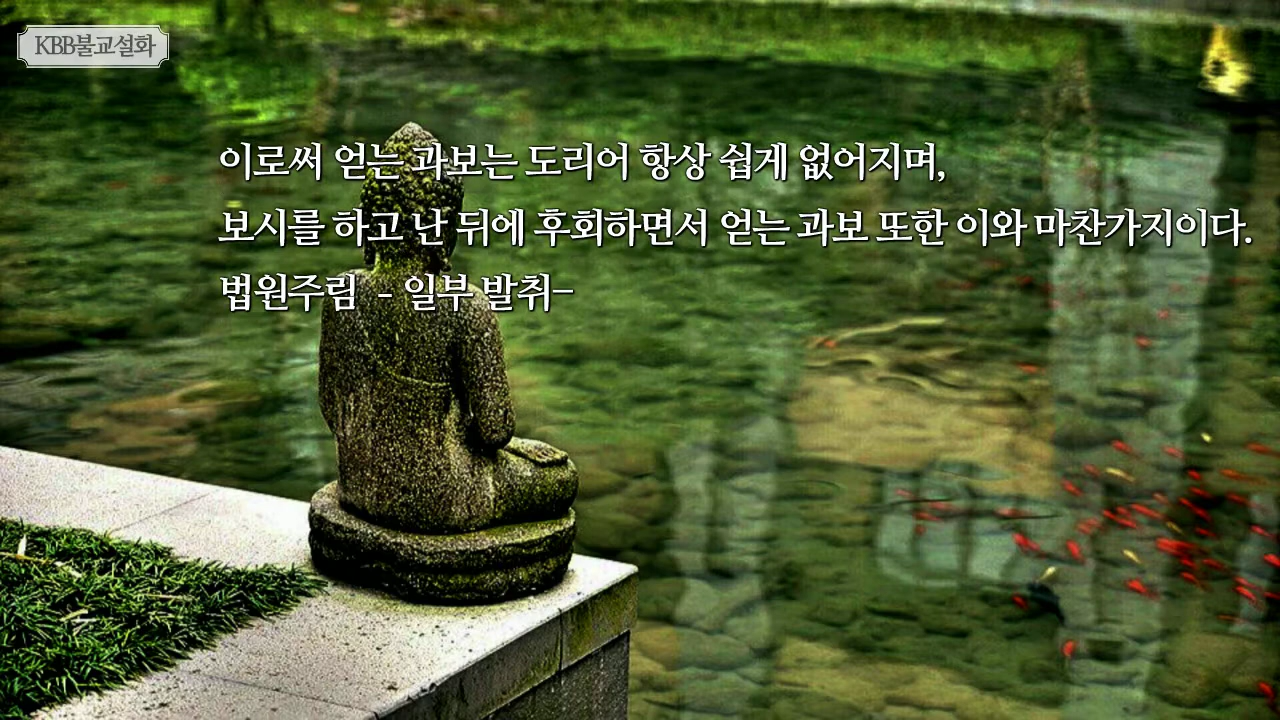 KBB불교설화
이로써 얻는 과보는 도리어 항상 쉽게 없어지며,
보시를 하고 난 뒤에 후회하면서 얻는 과보 또한 이와 마찬가지이다.
법원주림 - 일부 발취-